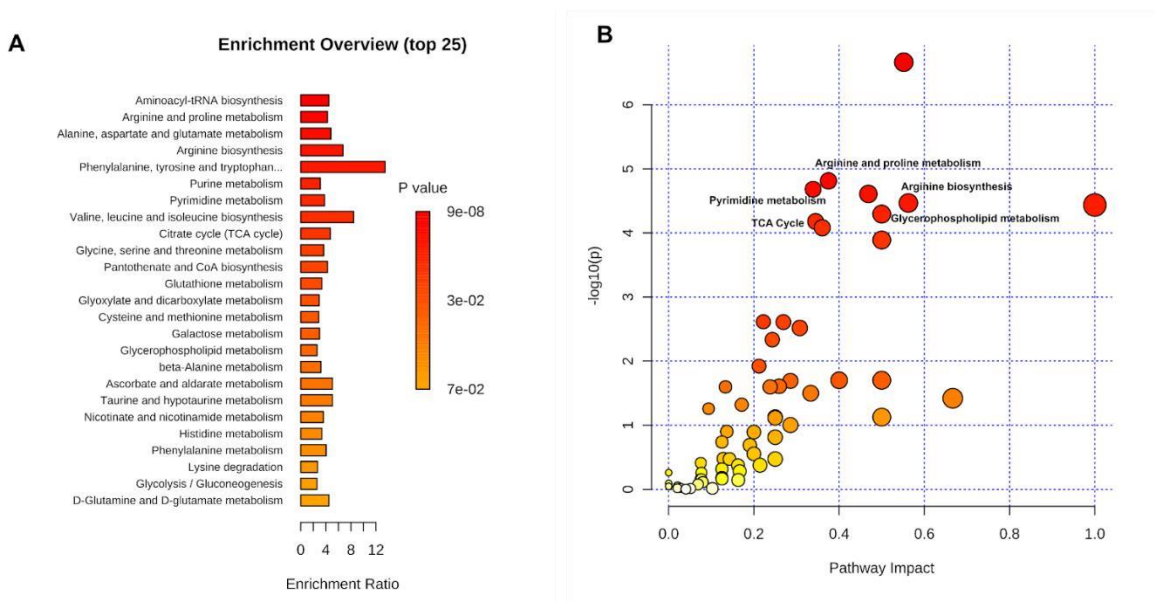 A
Enrichment Overview (top 25)
Aminoacyl-tRNA biosynthesis
Arginine and proline metabolism
Alanine, aspartate and glutamate metabolism
Arginine biosynthesis
Phenylalanine, tyrosine and tryptophan...
Purine metabolism
Pyrimidine metabolism
Valine, leucine and isoleucine biosynthesis
Citrate cycle (TCA cycle)
Glycine, serine and threonine metabolism
Pantothenate and CoA biosynthesis
Glutathione metabolism
Glyoxylate and dicarboxylate metabolism
Cysteine and methionine metabolism
Galactose metabolism
Glycerophospholipid metabolism
beta-Alanine metabolism
Ascorbate and aldarate metabolism
Taurine and hypotaurine metabolism
Nicotinate and nicotinamide metabolism
Histidine metabolism
Phenylalanine metabolism
Lysine degradation
Glycolysis / Gluconeogenesis
D-Glutamine and D-glutamate metabolism
0 4 8 12
Enrichment Ratio
P value
9e-08
3e-02
7e-02
B
-log10(p)
6
5
4
3
2
1
0
Arginine and proline metabolism
Arginine biosynthesis
Pyrimidine metabolism
Glycerophospholipid metabolism
TCA Cycle
0.0 0.2 0.4 0.6 0.8 1.0
Pathway Impact